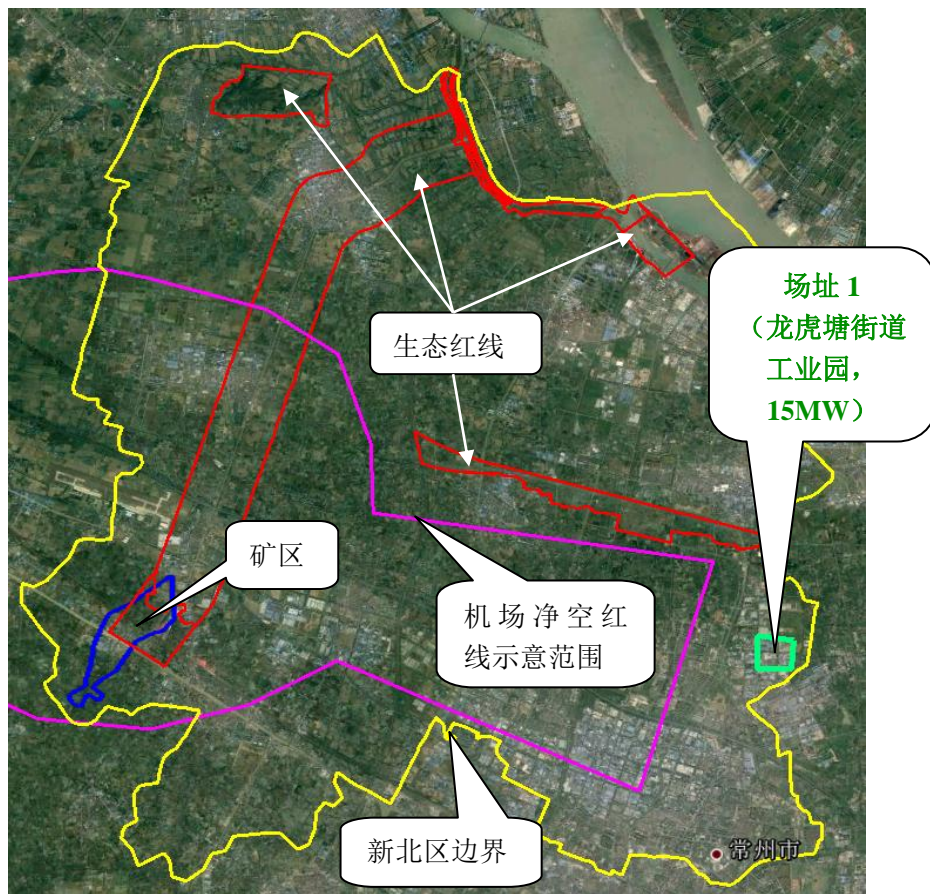 场址 1
（龙虎塘街道
工业园，
15MW）
生态红线
矿区
机场净空红
线示意范围
新北区边界
常州市